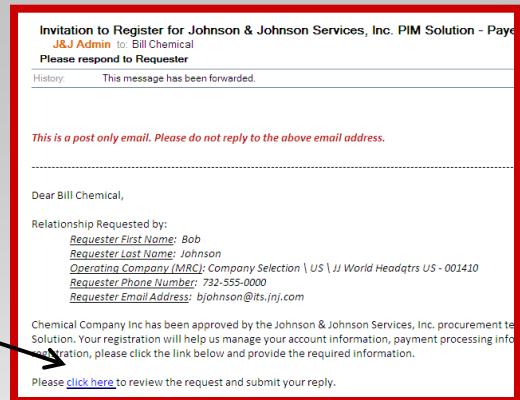 Invitation to Register for Johnson & Johnson Services, Inc. PIM Solution - Paye
J&J Admin to: Bill Chemical
Please respond to Requester
History: This message has been forwarded.
This is a post only email. Please do not reply to the above email address.
Dear Bill Chemical,
Relationship Requested by:
Requester First Name: Bob
Requester Last Name: Johnson
Operating Company (MRC): Company Selection \ US \ JJ World Headqtrs US - 001410
Requester Phone Number: 732-555-0000
Requester Email Address: bjohnson@its.jnj.com
Chemical Company Inc has been approved by the Johnson & Johnson Services, Inc. procurement te
Solution. Your registration will help us manage your account information, payment processing info
registration, please click the link below and provide the required information.
Please click here to review the request and submit your reply.